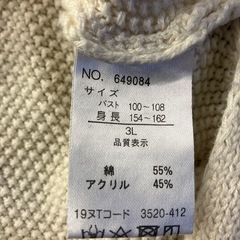 NO. 649084
サイズ
バスト 100～108
身長 154～162
3L
品質表示
綿 55%
アクリル 45%
19ヌTコード 3520-412